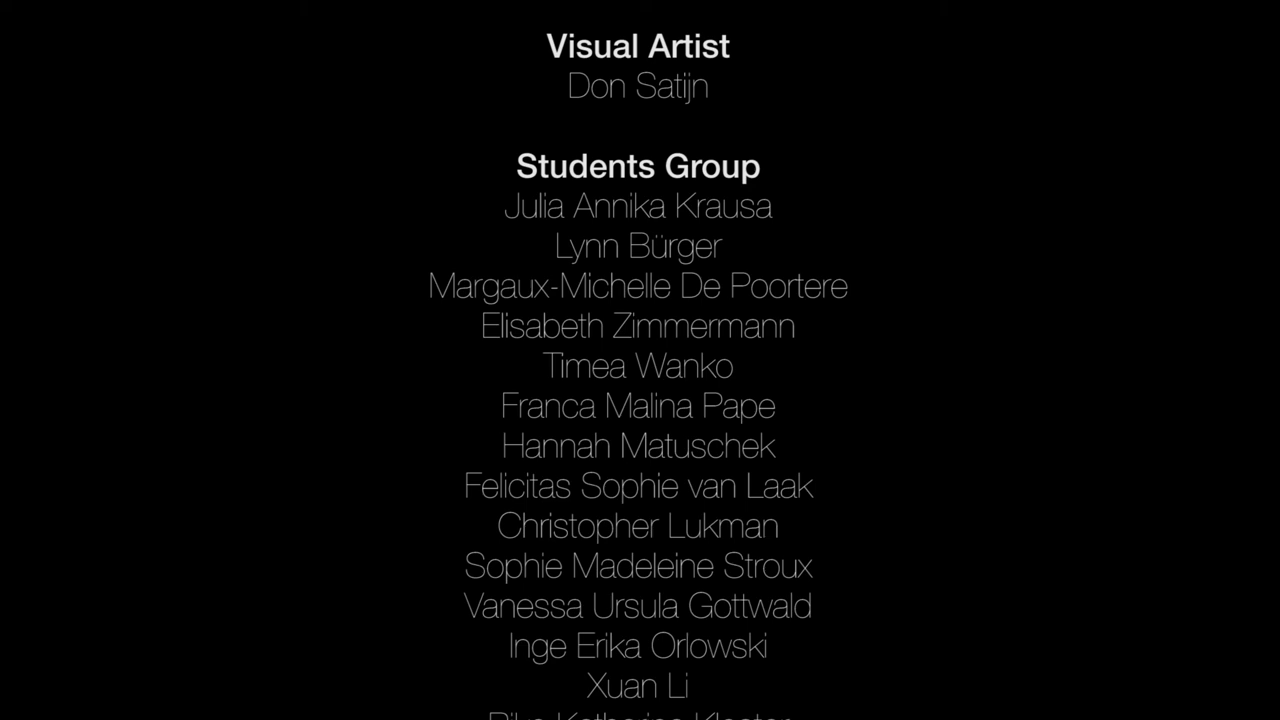 Visual Artist
Don Satijn
Students Group
Julia Annika Krausa
Lynn Bürger
Margaux-Michelle De Poortere
Elisabeth Zimmermann
Timea Wanko
Franca Malina Pape
Hannah Matuschek
Felicitas Sophie van Laak
Christopher Lukman
Sophie Madeleine Stroux
Vanessa Ursula Gottwald
Inge Erika Orlowski
Xuan Li